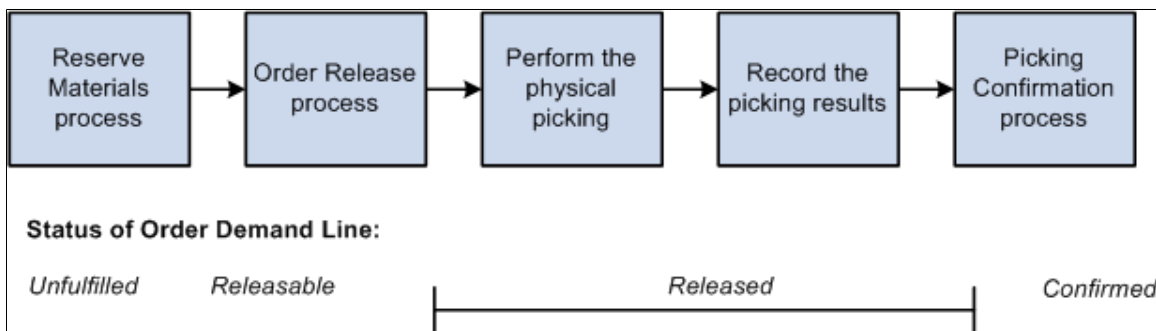 Reserve
Materials
process
Order Release
process
Perform the
physical
picking
Record the
picking results
Picking
Confirmation
process
Status of Order Demand Line:
Unfulfilled
Releasable
Released
Confirmed